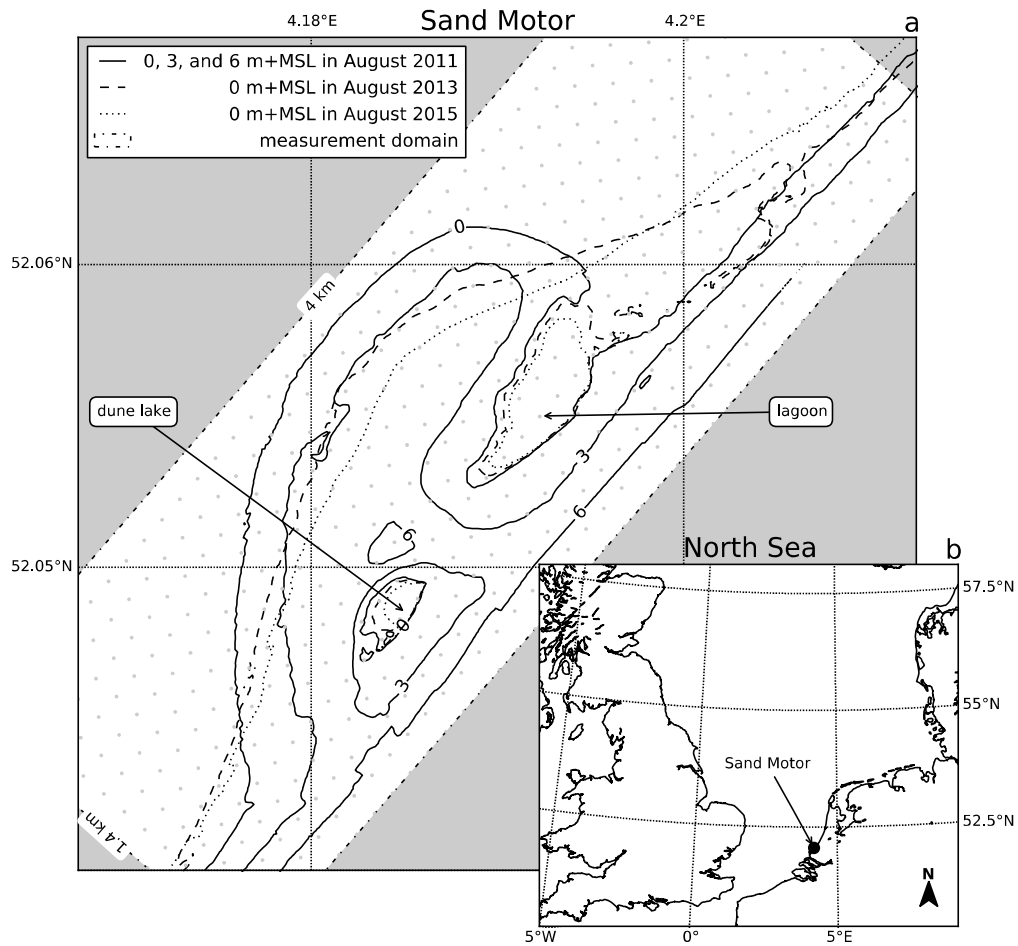 4.18°E
Sand Motor
4.2°E
a
0, 3, and 6 m+MSL in August 2011
0 m+MSL in August 2013
0 m+MSL in August 2015
measurement domain
0
52.06°N
4 km
dune lake
lagoon
3
6
6
52.05°N
North Sea
b
57.5°N
0
3
55°N
Sand Motor
1.4 km
52.5°N
N
5°W
0°
5°E